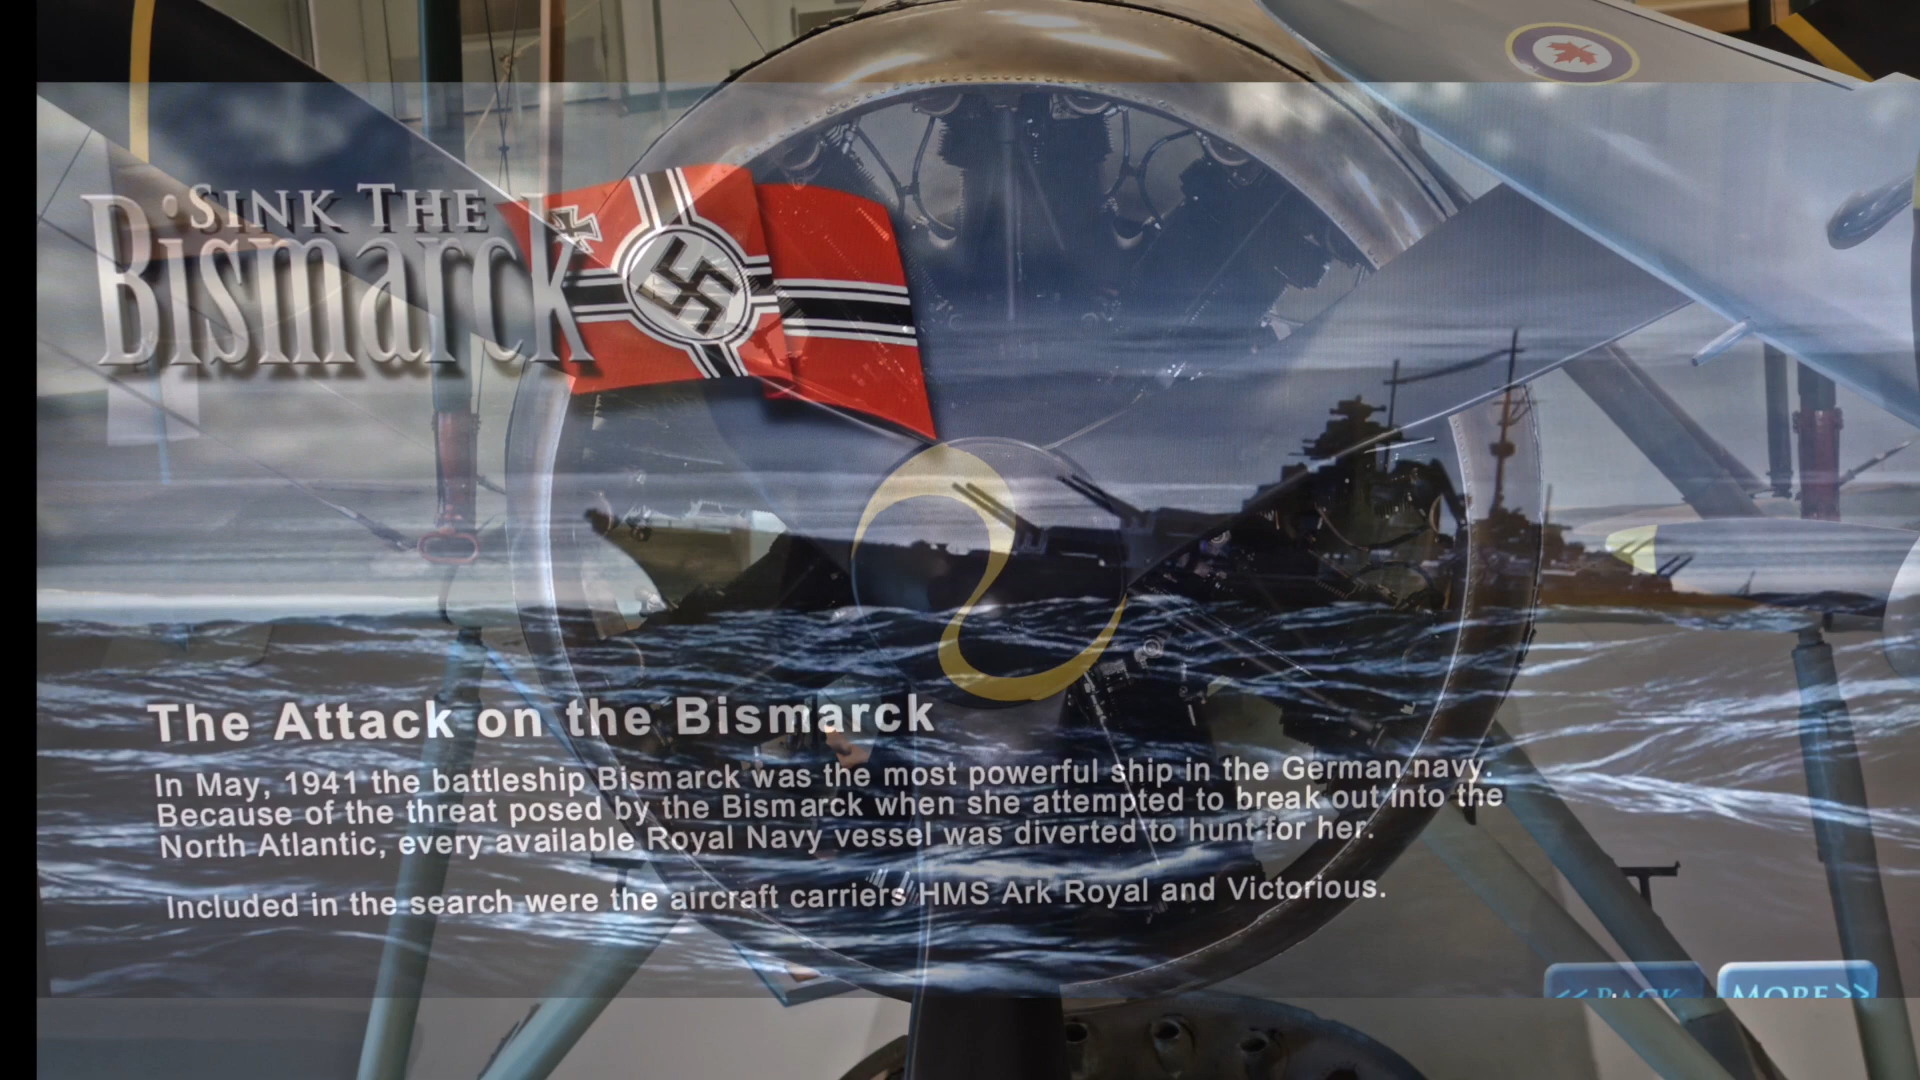 SINK THE
Bismarck
The Attack on the Bismarck
In May, 1941 the battleship Bismarck was the most powerful ship in the German navy.
Because of the threat posed by the Bismarck when she attempted to break out into the
North Atlantic, every available Royal Navy vessel was diverted to hunt for her.
Included in the search were the aircraft carriers HMS Ark Royal and Victorious.
<< BACK
MORE >>